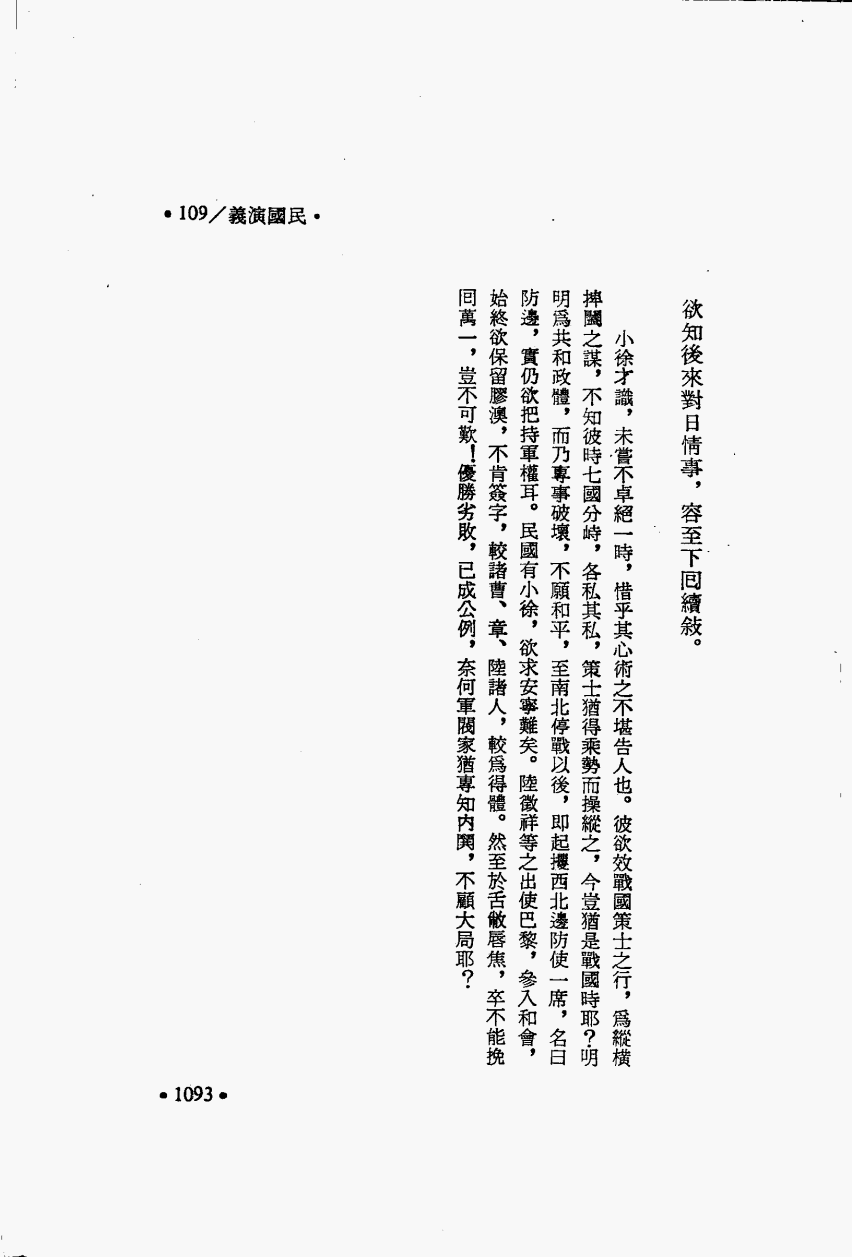 •109/義演國民•
欲知後來對日情事，容至下回續敍。
小徐才識，未嘗不卓絕一時，惜乎其心術之不堪告人也。彼欲效戰國策士之行，爲縱橫
捭闔之謀，不知彼時七國分峙，各私其私，策士猶得乘勢而操縱之，今豈猶是戰國時耶？明
明爲共和政體，而乃專事破壞，不願和平，至南北停戰以後，即起攫西北邊防使一席，名曰
防邊，實仍欲把持軍權耳。民國有小徐，欲求安寧難矣。陸徵祥等之出使巴黎，參入和會，
始終欲保留膠澳，不肯簽字，較諸曹、章、陸諸人，較爲得體。然至於舌敝唇焦，卒不能挽
回萬一，豈不可歎！優勝劣敗，已成公例，奈何軍閥家猶專知內鬨，不顧大局耶？
•1093•